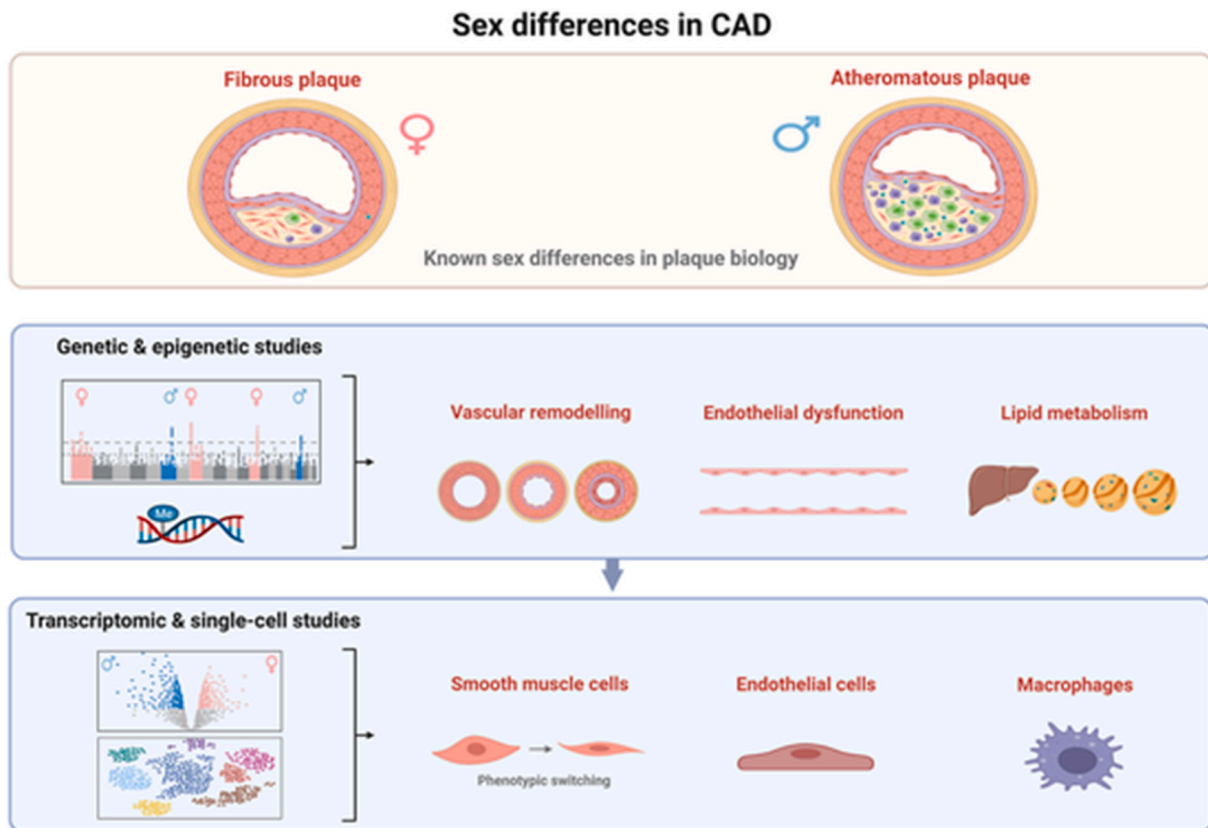 Sex differences in CAD
Fibrous plaque
Atheromatous plaque
♀
♂
Known sex differences in plaque biology
Genetic & epigenetic studies
♀ ♂ ♀ ♀ ♂
Me
Vascular remodelling
Endothelial dysfunction
Lipid metabolism
Transcriptomic & single-cell studies
♂ ♀
Smooth muscle cells
Endothelial cells
Macrophages
Phenotypic switching